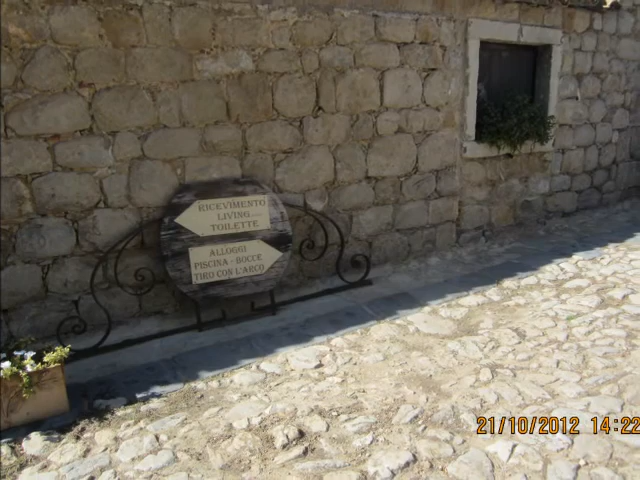 RICEVIMENTO
LIVING
TOILETTE
ALLOGGI
PISCINA - BOCCE
TIRO CON L'ARCO
21/10/2012 14:22